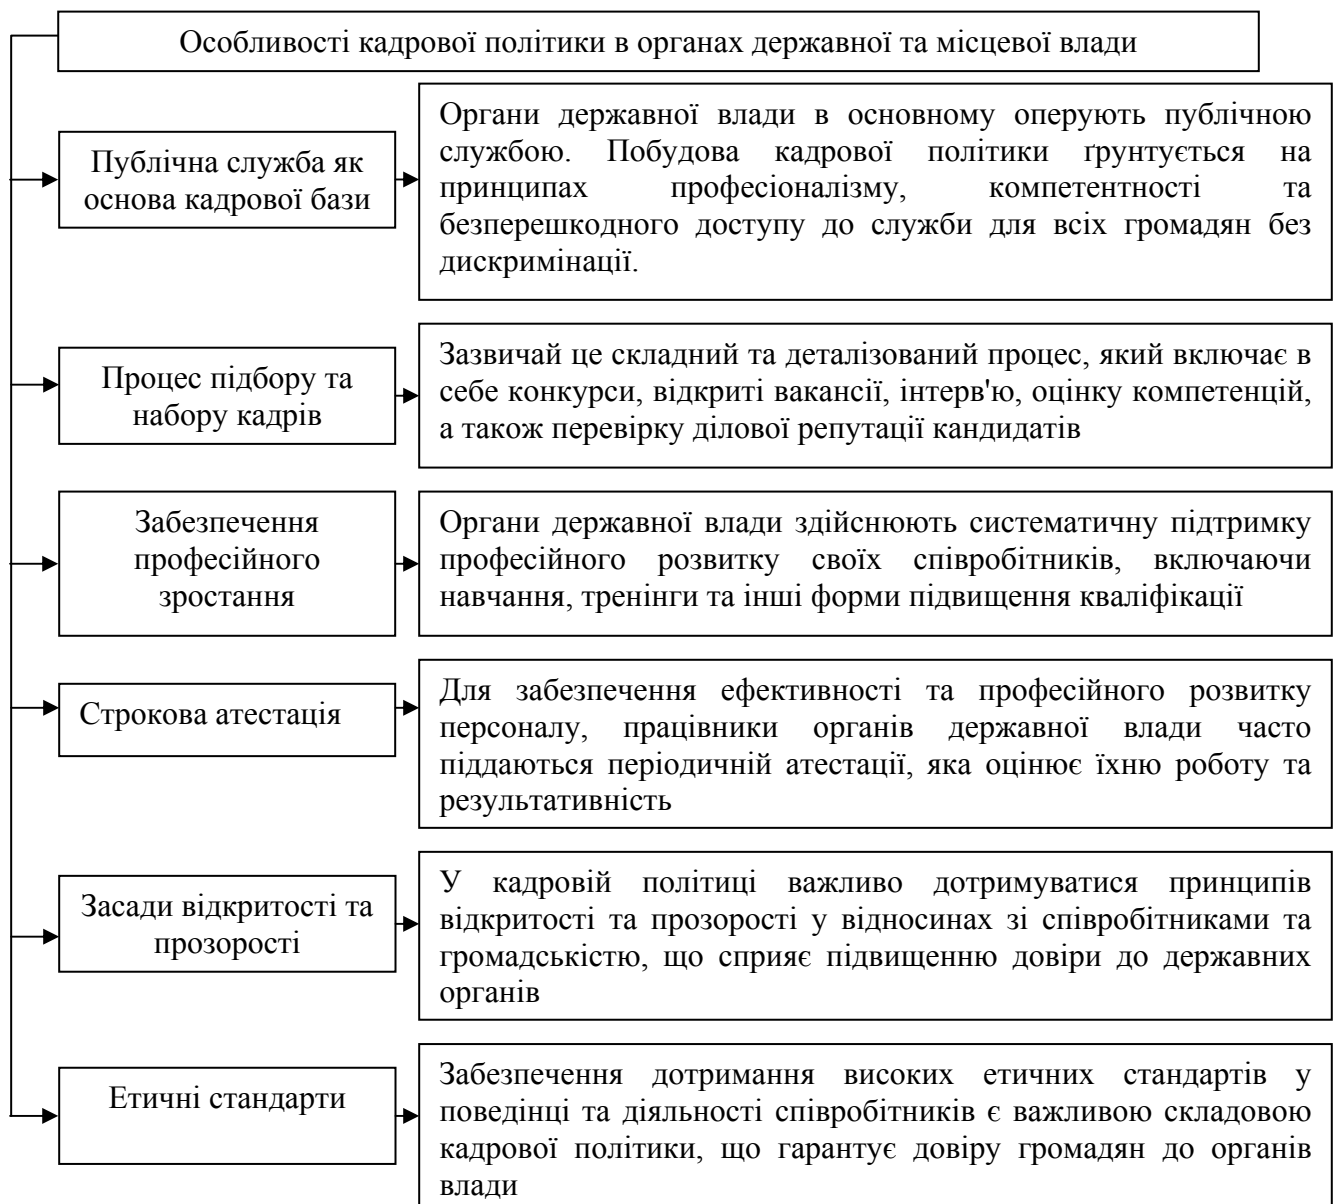 Особливості кадрової політики в органах державної та місцевої влади
Публічна служба як
основа кадрової бази
Органи державної влади в основному оперують публічною
службою. Побудова кадрової політики ґрунтується на
принципах професіоналізму, компетентності та
безперешкодного доступу до служби для всіх громадян без
дискримінації.
Процес підбору та
набору кадрів
Зазвичай це складний та деталізований процес, який включає в
себе конкурси, відкриті вакансії, інтерв'ю, оцінку компетенцій,
а також перевірку ділової репутації кандидатів
Забезпечення
професійного
зростання
Органи державної влади здійснюють систематичну підтримку
професійного розвитку своїх співробітників, включаючи
навчання, тренінги та інші форми підвищення кваліфікації
Строкова атестація
Для забезпечення ефективності та професійного розвитку
персоналу, працівники органів державної влади часто
піддаються періодичній атестації, яка оцінює їхню роботу та
результативність
Засади відкритості та
прозорості
У кадровій політиці важливо дотримуватися принципів
відкритості та прозорості у відносинах зі співробітниками та
громадськістю, що сприяє підвищенню довіри до державних
органів
Етичні стандарти
Забезпечення дотримання високих етичних стандартів у
поведінці та діяльності співробітників є важливою складовою
кадрової політики, що гарантує довіру громадян до органів
влади